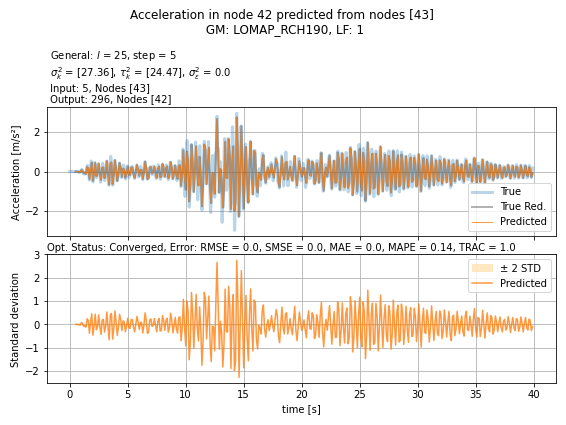 Acceleration in node 42 predicted from nodes [43]
GM: LOMAP_RCH190, LF: 1
General: l = 25, step = 5
σ²ₖ = [27.36], τ²ₖ = [24.47], σ²ε = 0.0
Input: 5, Nodes [43]
Output: 296, Nodes [42]
Acceleration [m/s²]
2
0
−2
True
True Red.
Predicted
Opt. Status: Converged, Error: RMSE = 0.0, SMSE = 0.0, MAE = 0.0, MAPE = 0.14, TRAC = 1.0
Standard deviation
3
2
1
0
−1
−2
± 2 STD
Predicted
0 5 10 15 20 25 30 35 40
time [s]